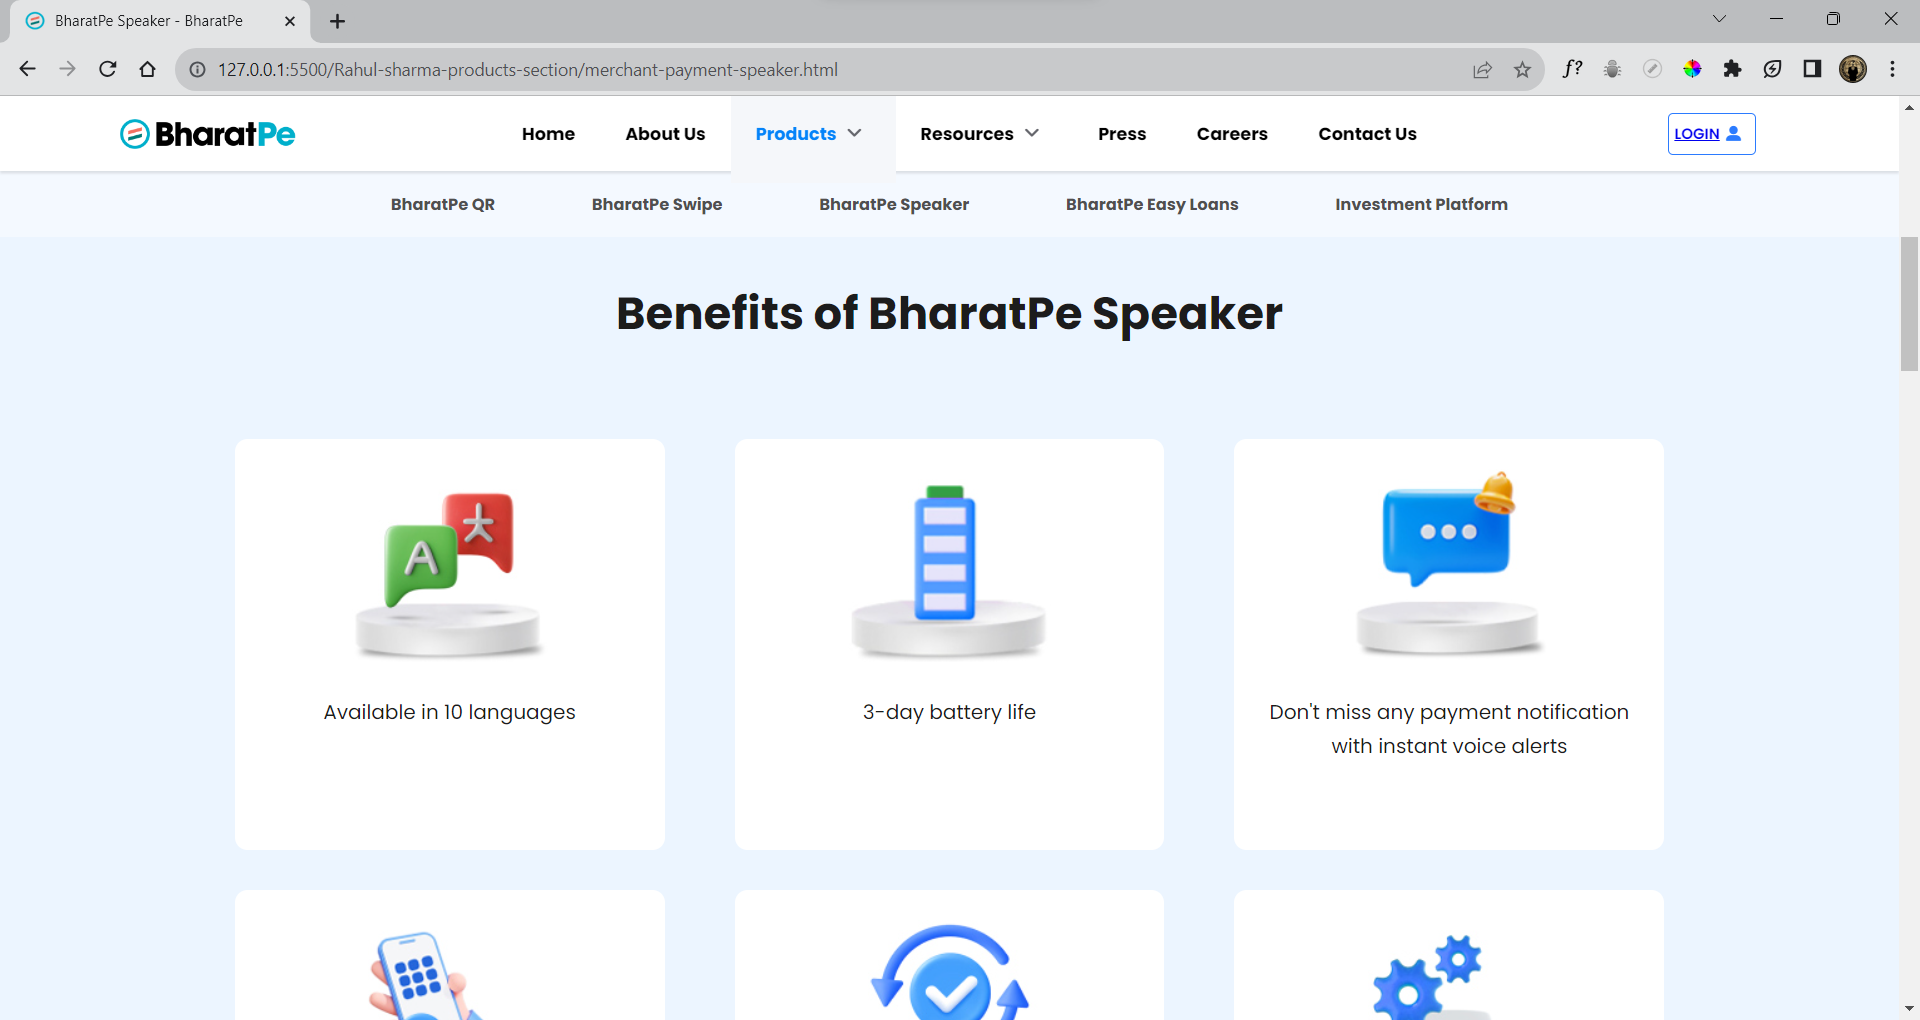 BharatPe Speaker - BharatPe
127.0.0.1:5500/Rahul-sharma-products-section/merchant-payment-speaker.html
f?
BharatPe Home About Us Products Resources Press Careers Contact Us LOGIN
BharatPe QR BharatPe Swipe BharatPe Speaker BharatPe Easy Loans Investment Platform
Benefits of BharatPe Speaker
A
Available in 10 languages
3-day battery life
Don't miss any payment notification
with instant voice alerts